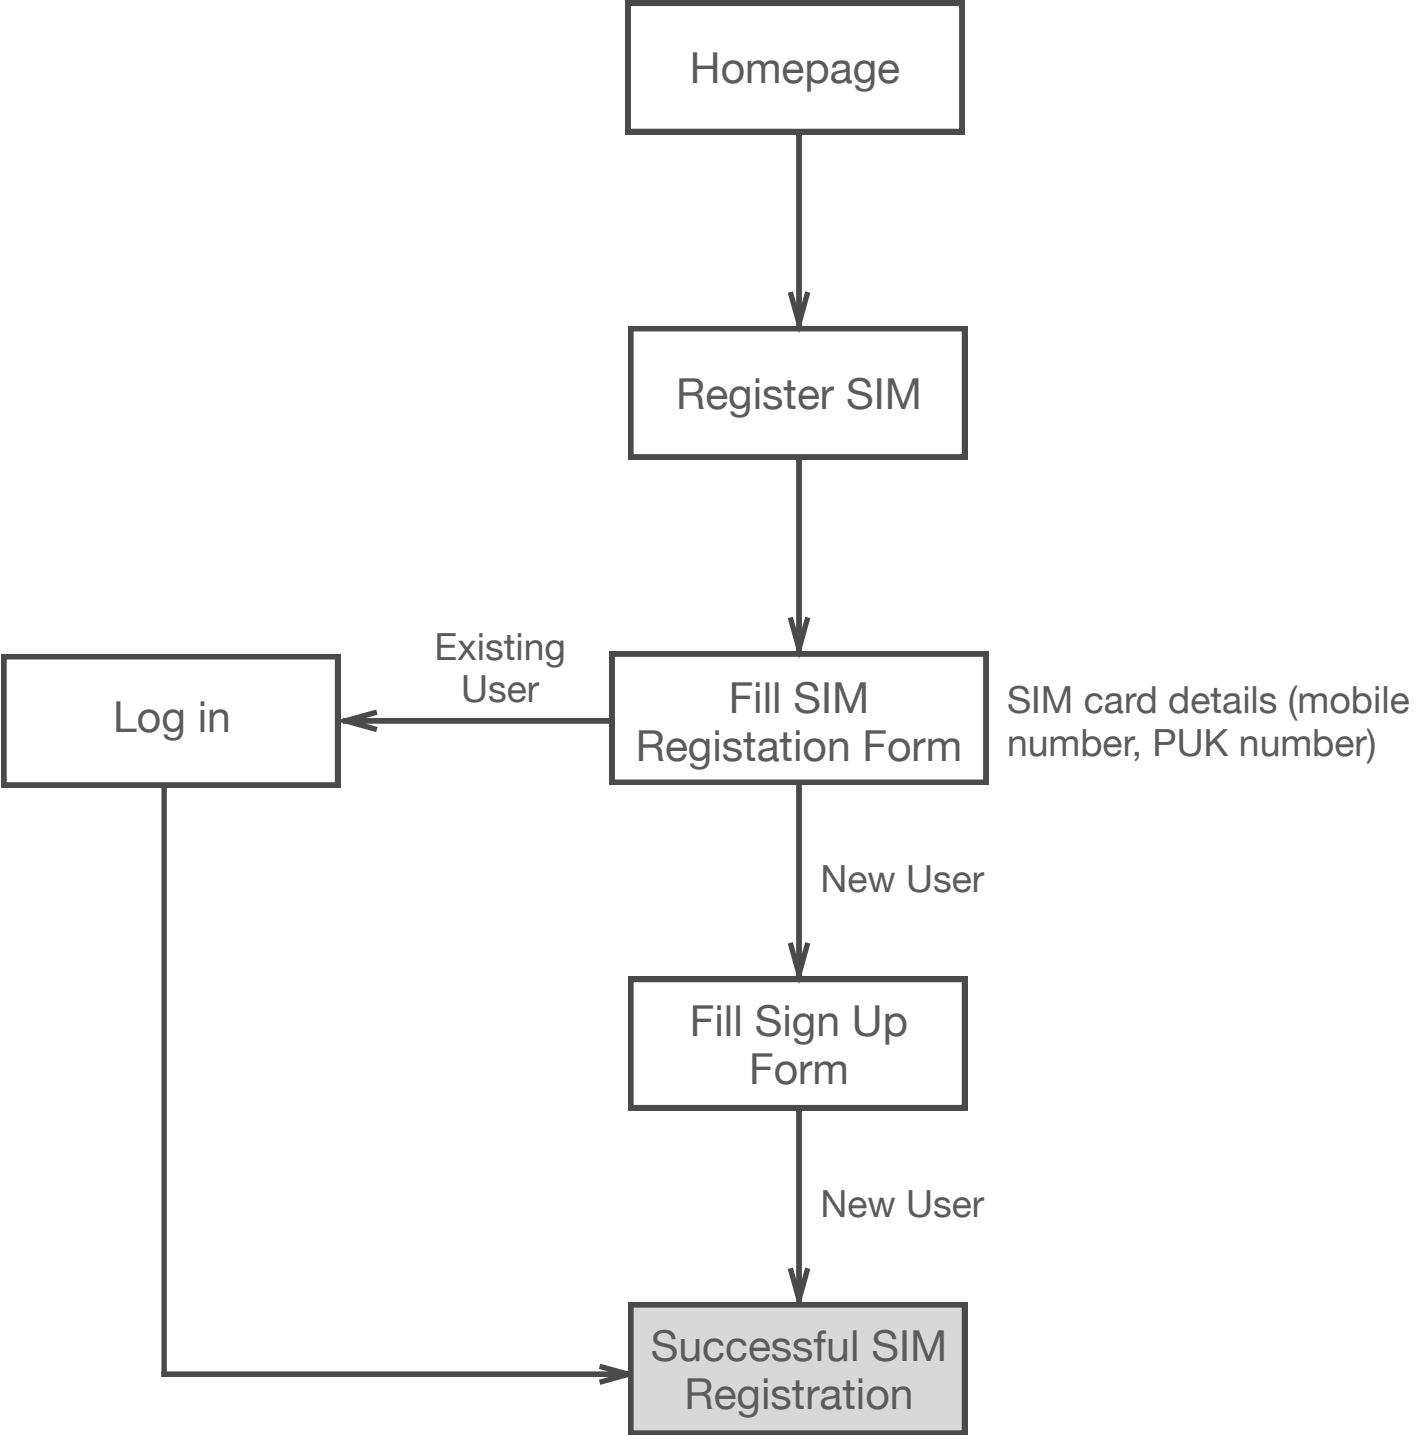 Homepage
Register SIM
Existing
User
Log in
Fill SIM
Registation Form
SIM card details (mobile
number, PUK number)
New User
Fill Sign Up
Form
New User
Successful SIM
Registration